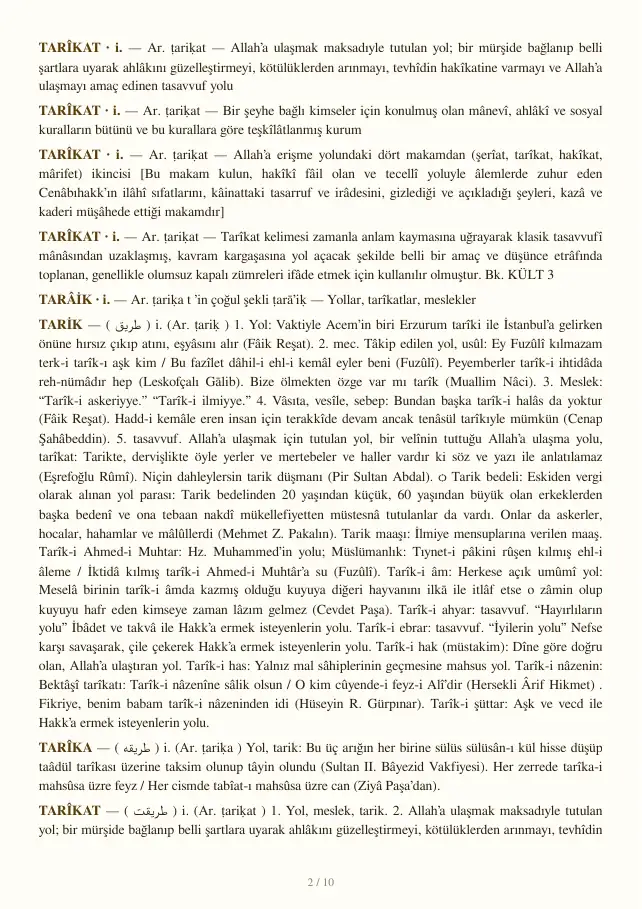 TARÎKAT · i. — Ar. ṭariḳat — Allah'a ulaşmak maksadıyle tutulan yol; bir mürşide bağlanıp belli
şartlara uyarak ahlâkını güzelleştirmeyi, kötülüklerden arınmayı, tevhîdin hakîkatine varmayı ve Allah'a
ulaşmayı amaç edinen tasavvuf yolu
TARÎKAT · i. — Ar. ṭariḳat — Bir şeyhe bağlı kimseler için konulmuş olan mânevî, ahlâkî ve sosyal
kuralların bütünü ve bu kurallara göre teşkîlâtlanmış kurum
TARÎKAT · i. — Ar. ṭariḳat — Allah'a erişme yolundaki dört makamdan (şerîat, tarîkat, hakîkat,
mârifet) ikincisi [Bu makam kulun, hakîkî fâil olan ve tecellî yoluyle âlemlerde zuhur eden
Cenâbıhakk'ın ilâhî sıfatlarını, kâinattaki tasarruf ve irâdesini, gizlediği ve açıkladığı şeyleri, kazâ ve
kaderi müşâhede ettiği makamdır]
TARÎKAT · i. — Ar. ṭariḳat — Tarîkat kelimesi zamanla anlam kaymasına uğrayarak klasik tasavvufî
mânâsından uzaklaşmış, kavram kargaşasına yol açacak şekilde belli bir amaç ve düşünce etrâfında
toplanan, genellikle olumsuz kapalı zümreleri ifâde etmek için kullanılır olmuştur. Bk. KÜLT 3
TARÂİK · i. — Ar. ṭariḳa t 'in çoğul şekli ṭarā'iḳ — Yollar, tarîkatlar, meslekler
TARİK — ( طريق ) i. (Ar. ṭariḳ ) 1. Yol: Vaktiyle Acem'in biri Erzurum tarîki ile İstanbul'a gelirken
önüne hırsız çıkıp atını, eşyâsını alır (Fâik Reşat). 2. mec. Tâkip edilen yol, usûl: Ey Fuzûlî kılmazam
terk-i tarîk-ı aşk kim / Bu fazîlet dâhil-i ehl-i kemâl eyler beni (Fuzûlî). Peyemberler tarîk-i ihtidâda
reh-nümâdır hep (Leskofçalı Gālib). Bize ölmekten özge var mı tarîk (Muallim Nâci). 3. Meslek:
“Tarîk-i askeriyye.” “Tarîk-i ilmiyye.” 4. Vâsıta, vesîle, sebep: Bundan başka tarîk-i halâs da yoktur
(Fâik Reşat). Hadd-i kemâle eren insan için terakkîde devam ancak tenâsül tarîkıyle mümkün (Cenap
Şahâbeddin). 5. tasavvuf. Allah'a ulaşmak için tutulan yol, bir velînin tuttuğu Allah'a ulaşma yolu,
tarîkat: Tarikte, dervişlikte öyle yerler ve mertebeler ve haller vardır ki söz ve yazı ile anlatılamaz
(Eşrefoğlu Rûmî). Niçin dahleylersin tarik düşmanı (Pir Sultan Abdal). ѻ Tarik bedeli: Eskiden vergi
olarak alınan yol parası: Tarik bedelinden 20 yaşından küçük, 60 yaşından büyük olan erkeklerden
başka bedenî ve ona tebaan nakdî mükellefiyetten müstesnâ tutulanlar da vardı. Onlar da askerler,
hocalar, hahamlar ve mâlûllerdi (Mehmet Z. Pakalın). Tarik maaşı: İlmiye mensuplarına verilen maaş.
Tarîk-i Ahmed-i Muhtar: Hz. Muhammed'in yolu; Müslümanlık: Tıynet-i pâkini rûşen kılmış ehl-i
âleme / İktidâ kılmış tarîk-i Ahmed-i Muhtâr'a su (Fuzûlî). Tarîk-i âm: Herkese açık umûmî yol:
Meselâ birinin tarîk-i âmda kazmış olduğu kuyuya diğeri hayvanını ilkā ile itlâf etse o zâmin olup
kuyuyu hafr eden kimseye zaman lâzım gelmez (Cevdet Paşa). Tarîk-i ahyar: tasavvuf. “Hayırlıların
yolu” İbâdet ve takvâ ile Hakk'a ermek isteyenlerin yolu. Tarîk-i ebrar: tasavvuf. “İyilerin yolu” Nefse
karşı savaşarak, çile çekerek Hakk'a ermek isteyenlerin yolu. Tarîk-i hak (müstakim): Dîne göre doğru
olan, Allah'a ulaştıran yol. Tarîk-i has: Yalnız mal sâhiplerinin geçmesine mahsus yol. Tarîk-i nâzenin:
Bektâşî tarîkatı: Tarîk-i nâzenîne sâlik olsun / O kim cûyende-i feyz-i Alî'dir (Hersekli Ârif Hikmet) .
Fikriye, benim babam tarîk-i nâzeninden idi (Hüseyin R. Gürpınar). Tarîk-i şüttar: Aşk ve vecd ile
Hakk'a ermek isteyenlerin yolu.
TARÎKA — ( طريقه ) i. (Ar. ṭariḳa ) Yol, tarik: Bu üç arığın her birine sülüs sülüsân-ı kül hisse düşüp
taâdül tarîkası üzerine taksim olunup tâyin olundu (Sultan II. Bâyezid Vakfiyesi). Her zerrede tarîka-i
mahsûsa üzre feyz / Her cismde tabîat-ı mahsûsa üzre can (Ziyâ Paşa'dan).
TARÎKAT — ( طريقت ) i. (Ar. ṭariḳat ) 1. Yol, meslek, tarik. 2. Allah'a ulaşmak maksadıyle tutulan
yol; bir mürşide bağlanıp belli şartlara uyarak ahlâkını güzelleştirmeyi, kötülüklerden arınmayı, tevhîdin
2 / 10